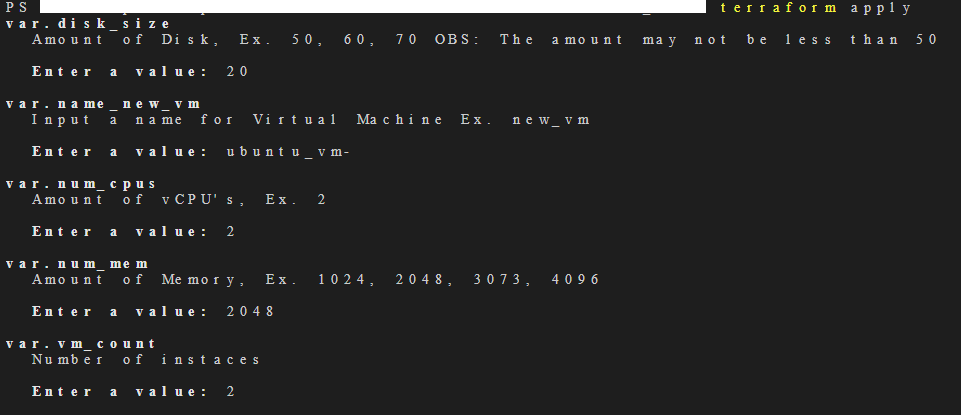 PS terraform apply
var.disk_size
Amount of Disk, Ex. 50, 60, 70 OBS: The amount may not be less than 50
Enter a value: 20
var.name_new_vm
Input a name for Virtual Machine Ex. new_vm
Enter a value: ubuntu_vm-
var.num_cpus
Amount of vCPU's, Ex. 2
Enter a value: 2
var.num_mem
Amount of Memory, Ex. 1024, 2048, 3073, 4096
Enter a value: 2048
var.vm_count
Number of instaces
Enter a value: 2